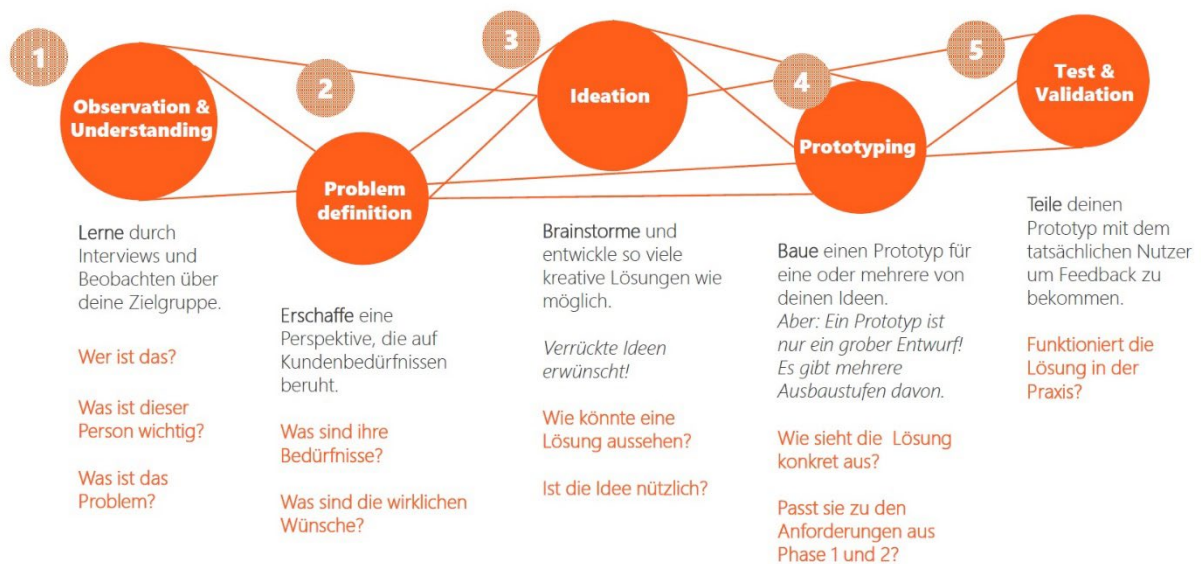 1
Observation &
Understanding
Lerne durch
Interviews und
Beobachten über
deine Zielgruppe.
Wer ist das?
Was ist dieser
Person wichtig?
Was ist das
Problem?
2
Problem
definition
Erschaffe eine
Perspektive, die auf
Kundenbedürfnissen
beruht.
Was sind ihre
Bedürfnisse?
Was sind die wirklichen
Wünsche?
3
Ideation
Brainstorme und
entwickle so viele
kreative Lösungen wie
möglich.
Verrückte Ideen
erwünscht!
Wie könnte eine
Lösung aussehen?
Ist die Idee nützlich?
4
Prototyping
Baue einen Prototyp für
eine oder mehrere von
deinen Ideen.
Aber: Ein Prototyp ist
nur ein grober Entwurf!
Es gibt mehrere
Ausbaustufen davon.
Wie sieht die Lösung
konkret aus?
Passt sie zu den
Anforderungen aus
Phase 1 und 2?
5
Test &
Validation
Teile deinen
Prototyp mit dem
tatsächlichen Nutzer
um Feedback zu
bekommen.
Funktioniert die
Lösung in der
Praxis?